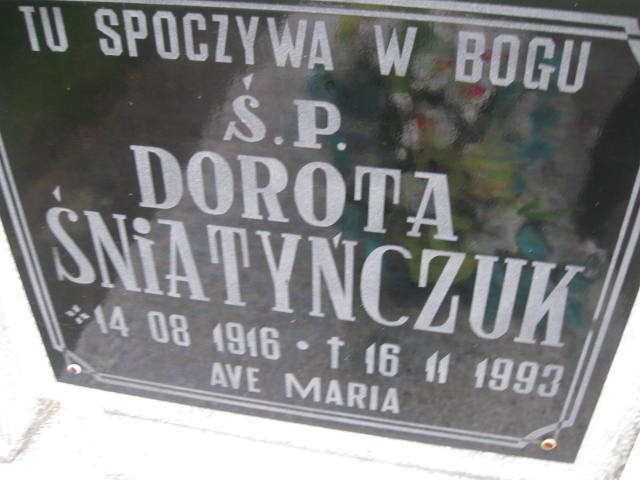 TU SPOCZYWA W BOGU
Ś.P.
DOROTA
ŚNiATYŃCZUK
* 14 08 1916 • † 16 11 1993
AVE MARIA